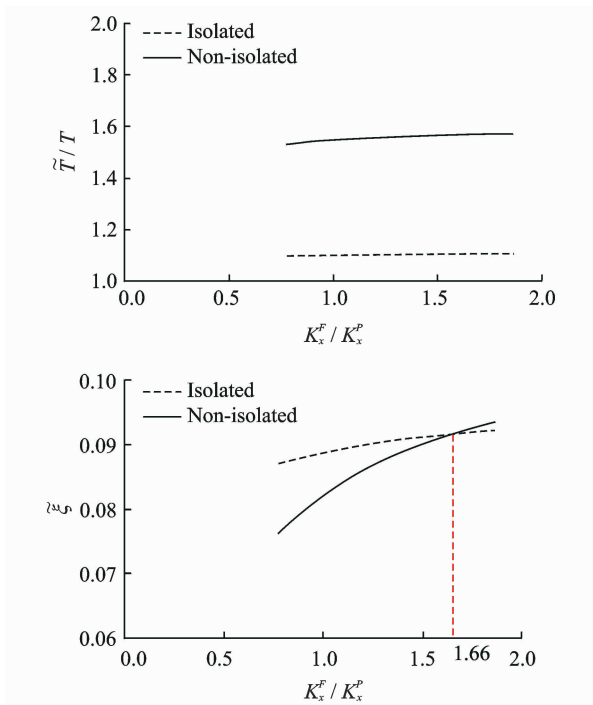 2.0
Isolated
Non-isolated
1.8
1.6
T̃ / T
1.4
1.2
1.0
0.0 0.5 1.0 1.5 2.0
K_x^F / K_x^P
0.10
Isolated
Non-isolated
0.09
ξ̃
0.08
0.07
0.06
0.0 0.5 1.0 1.5 1.66 2.0
K_x^F / K_x^P